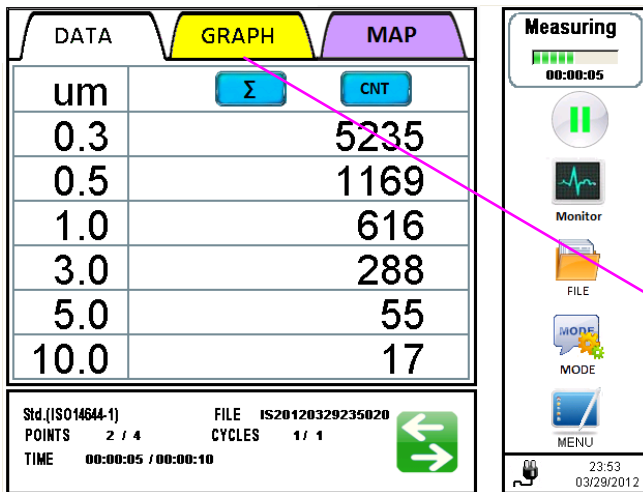 DATA GRAPH MAP
um Σ CNT
0.3 5235
0.5 1169
1.0 616
3.0 288
5.0 55
10.0 17
Std.(ISO14644-1) FILE IS20120329235020
POINTS 2 / 4 CYCLES 1/ 1
TIME 00:00:05 / 00:00:10
Measuring
00:00:05
Monitor
FILE
MODE
MODE
MENU
23:53
03/29/2012